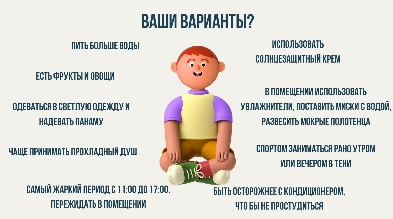 ВАШИ ВАРИАНТЫ?
ПИТЬ БОЛЬШЕ ВОДЫ
ЕСТЬ ФРУКТЫ И ОВОЩИ
ОДЕВАТЬСЯ В СВЕТЛУЮ ОДЕЖДУ И
НАДЕВАТЬ ПАНАМУ
ЧАЩЕ ПРИНИМАТЬ ПРОХЛАДНЫЙ ДУШ
САМЫЙ ЖАРКИЙ ПЕРИОД С 11:00 ДО 17:00.
ПЕРЕЖИДАТЬ В ПОМЕЩЕНИИ
ИСПОЛЬЗОВАТЬ
СОЛНЦЕЗАЩИТНЫЙ КРЕМ
В ПОМЕЩЕНИИ ИСПОЛЬЗОВАТЬ
УВЛАЖНИТЕЛИ, ПОСТАВИТЬ МИСКИ С ВОДОЙ,
РАЗВЕСИТЬ МОКРЫЕ ПОЛОТЕНЦА
СПОРТОМ ЗАНИМАТЬСЯ РАНО УТРОМ
ИЛИ ВЕЧЕРОМ В ТЕНИ
БЫТЬ ОСТОРОЖНЕЕ С КОНДИЦИОНЕРОМ,
ЧТО БЫ НЕ ПРОСТУДИТЬСЯ